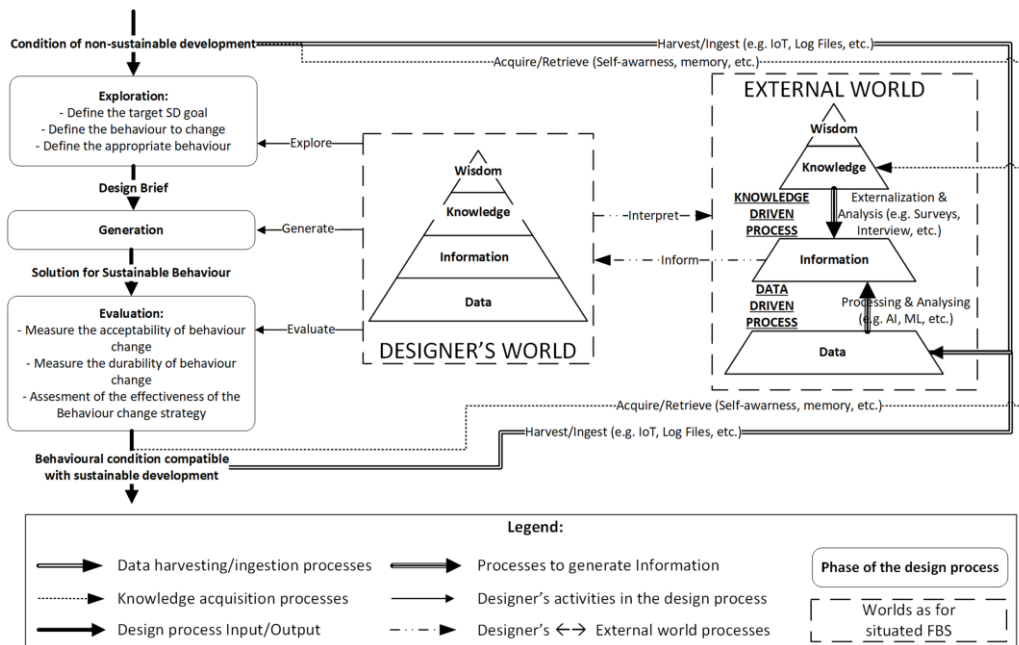 Condition of non-sustainable development
Harvest/Ingest (e.g. IoT, Log Files, etc.)
Acquire/Retrieve (Self-awarness, memory, etc.)
Exploration:
- Define the target SD goal
- Define the behaviour to change
- Define the appropriate behaviour
Explore
Design Brief
Generation
Generate
Solution for Sustainable Behaviour
Evaluation:
- Measure the acceptability of behaviour
change
- Measure the durability of behaviour
change
- Assesment of the effectiveness of the
Behaviour change strategy
Evaluate
Behavioural condition compatible
with sustainable development
Wisdom
Knowledge
Information
Data
DESIGNER'S WORLD
Interpret
Inform
EXTERNAL WORLD
Wisdom
Knowledge
KNOWLEDGE
DRIVEN
PROCESS
Externalization &
Analysis (e.g. Surveys,
Interview, etc.)
Information
DATA
DRIVEN
PROCESS
Processing & Analysing
(e.g. AI, ML, etc.)
Data
Acquire/Retrieve (Self-awarness, memory, etc.)
Harvest/Ingest (e.g. IoT, Log Files, etc.)
Legend:
Data harvesting/ingestion processes
Knowledge acquisition processes
Design process Input/Output
Processes to generate Information
Designer's activities in the design process
Designer's ←→ External world processes
Phase of the design process
Worlds as for
situated FBS